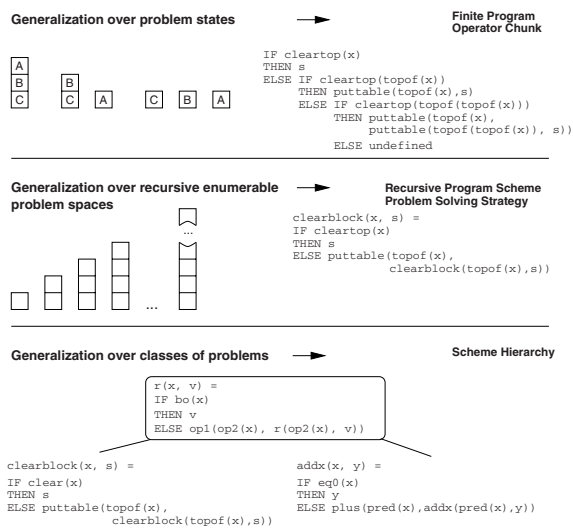 Generalization over problem states
Finite Program
Operator Chunk
A
B
C
B
C
A
C
B
A
IF cleartop(x)
THEN s
ELSE IF cleartop(topof(x))
THEN puttable(topof(x),s)
ELSE IF cleartop(topof(topof(x)))
THEN puttable(topof(x),
puttable(topof(topof(x)), s))
ELSE undefined
Generalization over recursive enumerable
problem spaces
Recursive Program Scheme
Problem Solving Strategy
...
...
clearblock(x, s) =
IF cleartop(x)
THEN s
ELSE puttable(topof(x),
clearblock(topof(x),s))
Generalization over classes of problems
Scheme Hierarchy
r(x, v) =
IF bo(x)
THEN v
ELSE op1(op2(x), r(op2(x), v))
clearblock(x, s) =
IF clear(x)
THEN s
ELSE puttable(topof(x),
clearblock(topof(x),s))
addx(x, y) =
IF eq0(x)
THEN y
ELSE plus(pred(x),addx(pred(x),y))